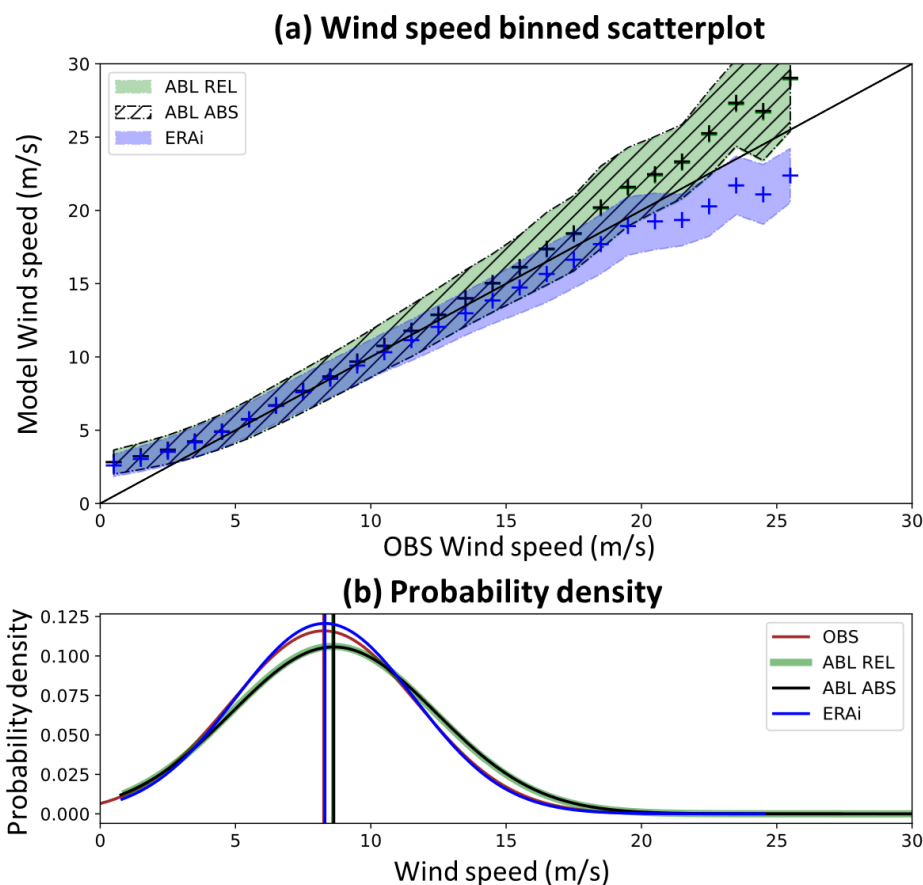 (a) Wind speed binned scatterplot
30
25
20
15
10
5
0
Model Wind speed (m/s)
ABL REL
ABL ABS
ERAi
0 5 10 15 20 25 30
OBS Wind speed (m/s)
(b) Probability density
0.125
0.100
0.075
0.050
0.025
0.000
Probability density
OBS
ABL REL
ABL ABS
ERAi
0 5 10 15 20 25 30
Wind speed (m/s)